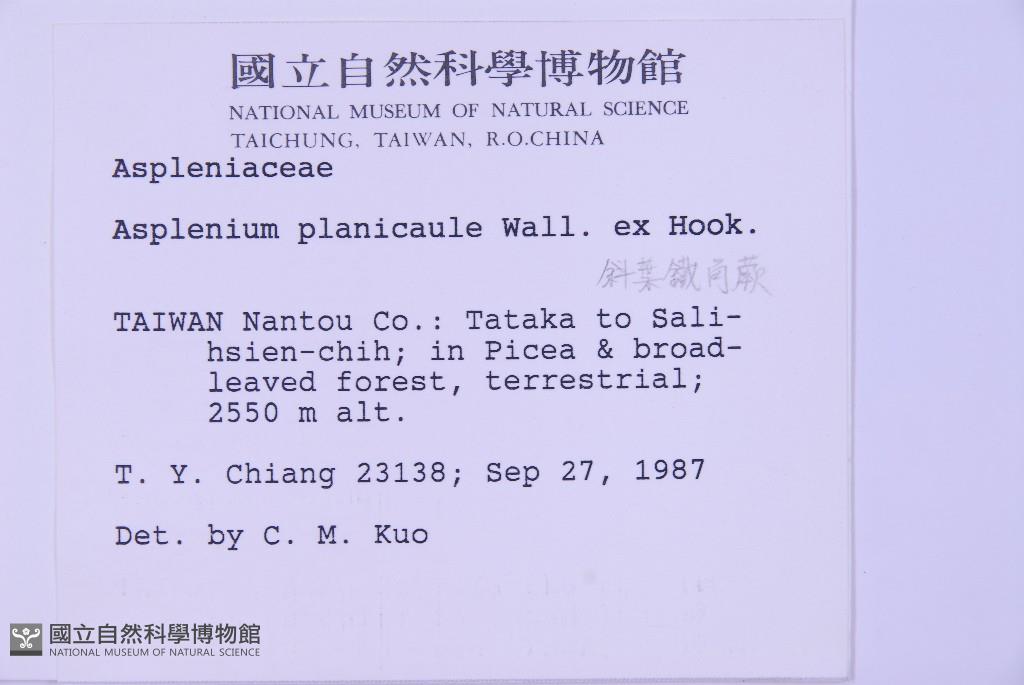 國立自然科學博物館
NATIONAL MUSEUM OF NATURAL SCIENCE
TAICHUNG, TAIWAN, R.O.CHINA
Aspleniaceae
Asplenium planicaule Wall. ex Hook.
斜葉鐵角蕨
TAIWAN Nantou Co.: Tataka to Sali-
hsien-chih; in Picea & broad-
leaved forest, terrestrial;
2550 m alt.
T. Y. Chiang 23138; Sep 27, 1987
Det. by C. M. Kuo
國立自然科學博物館
NATIONAL MUSEUM OF NATURAL SCIENCE